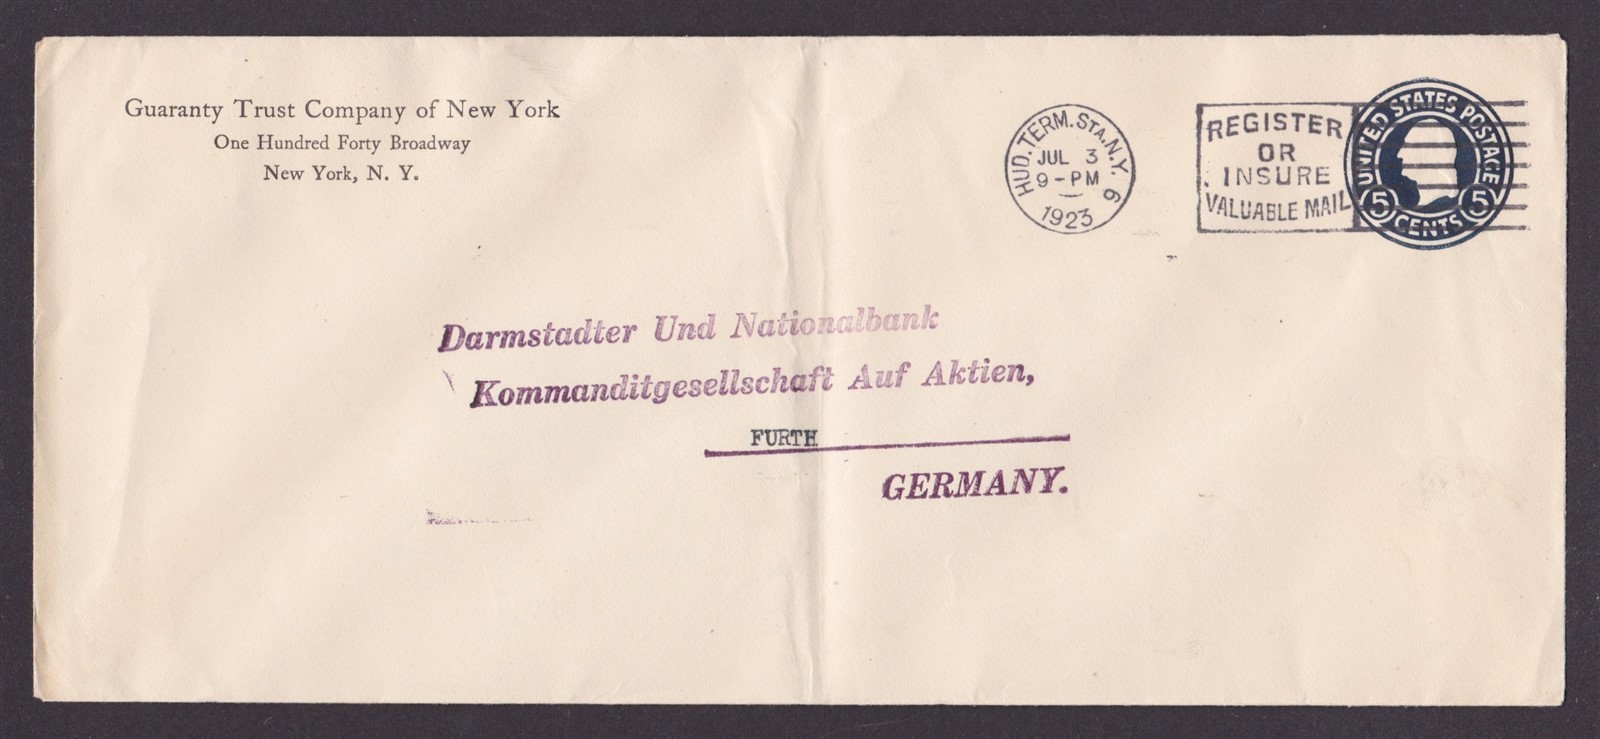 Guaranty Trust Company of New York
One Hundred Forty Broadway
New York, N. Y.
HUD. TERM. STA. N.Y. 6
JUL 3
9-PM
1923
REGISTER
OR
INSURE
VALUABLE MAIL
UNITED STATES POSTAGE
5 CENTS 5
Darmstadter Und Nationalbank
Kommanditgesellschaft Auf Aktien,
FURTH
GERMANY.